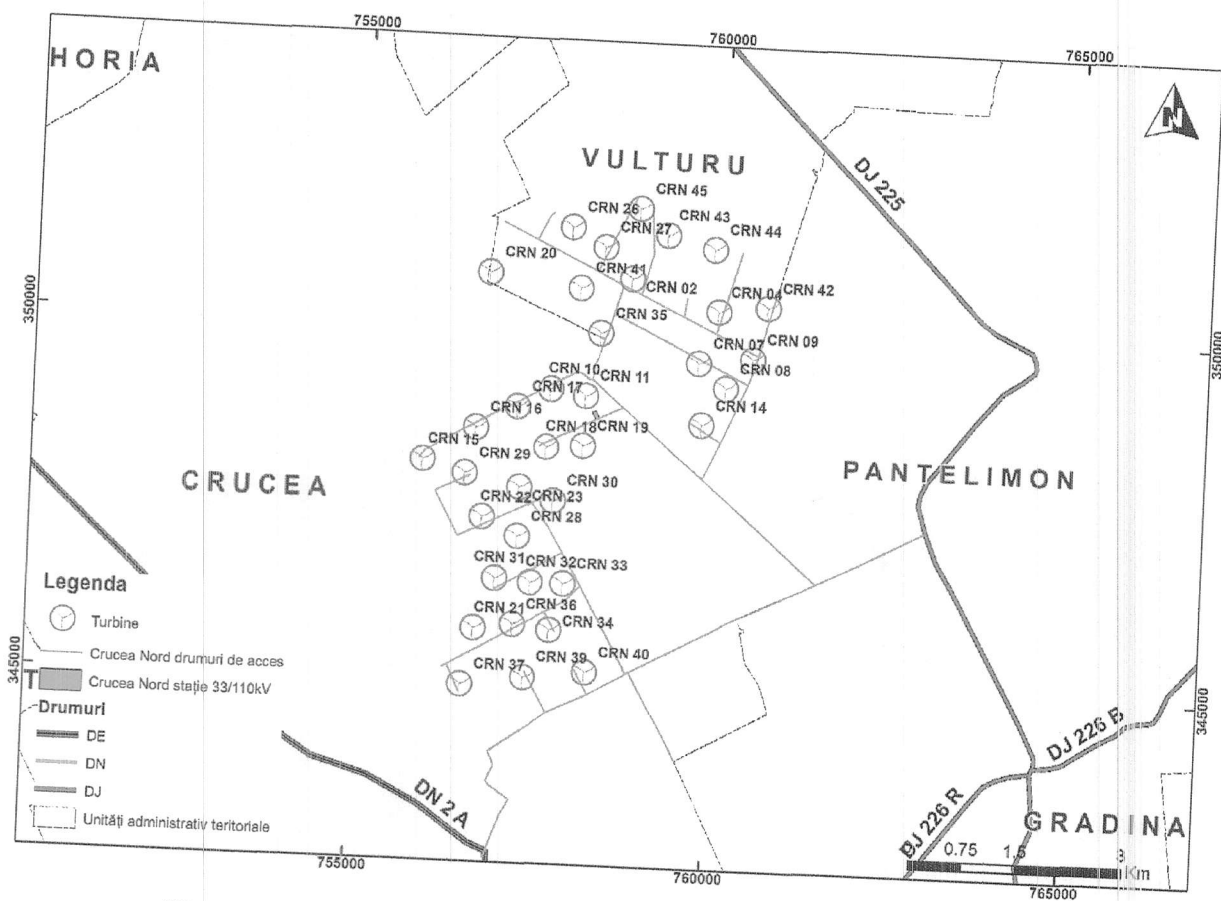 755000
760000
765000
HORIA
N
VULTURU
DJ 225
CRN 45
CRN 26
CRN 43
CRN 27
CRN 44
CRN 20
CRN 41
CRN 02
CRN 04
CRN 42
350000
350000
CRN 35
CRN 07
CRN 09
CRN 08
CRN 10
CRN 11
CRN 17
CRN 14
CRN 16
CRN 18
CRN 19
CRN 15
CRN 29
PANTELIMON
CRUCEA
CRN 30
CRN 22
CRN 23
CRN 28
CRN 31
CRN 32
CRN 33
CRN 21
CRN 36
CRN 34
CRN 37
CRN 39
CRN 40
Legenda
Turbine
Crucea Nord drumuri de acces
345000
T
Crucea Nord stație 33/110kV
Drumuri
DE
DN
DJ
Unități administrativ teritoriale
345000
DN 2 A
DJ 226 B
DJ 226 R
GRADINA
0.75
1.5
3
Km
755000
760000
765000